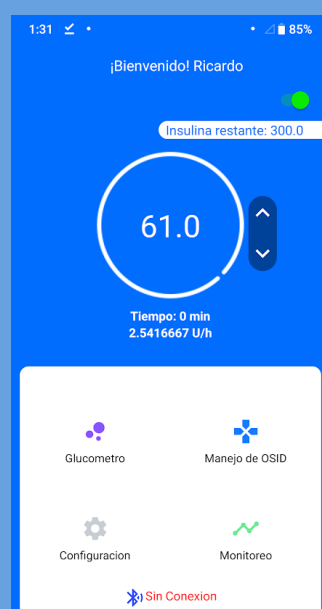 1:31 85%
¡Bienvenido! Ricardo
Insulina restante: 300.0
61.0
Tiempo: 0 min
2.5416667 U/h
Glucometro Manejo de OSID
Configuracion Monitoreo
Sin Conexion